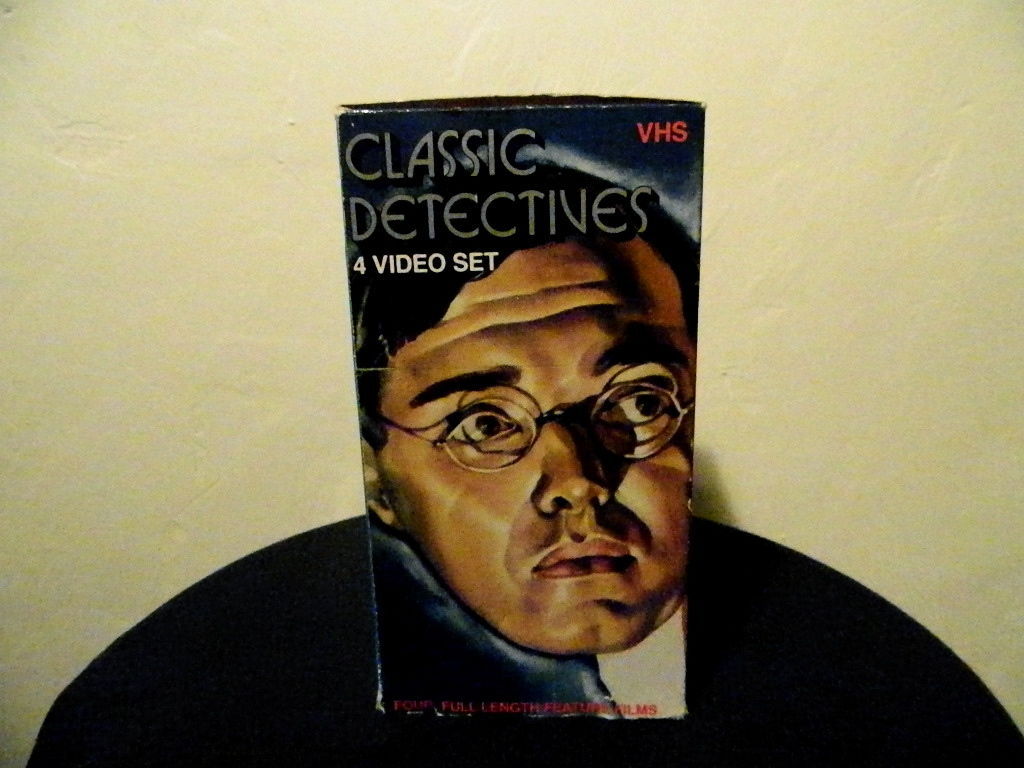 VHS
CLASSIC
DETECTIVES
4 VIDEO SET
FOUR FULL LENGTH FEATURE FILMS